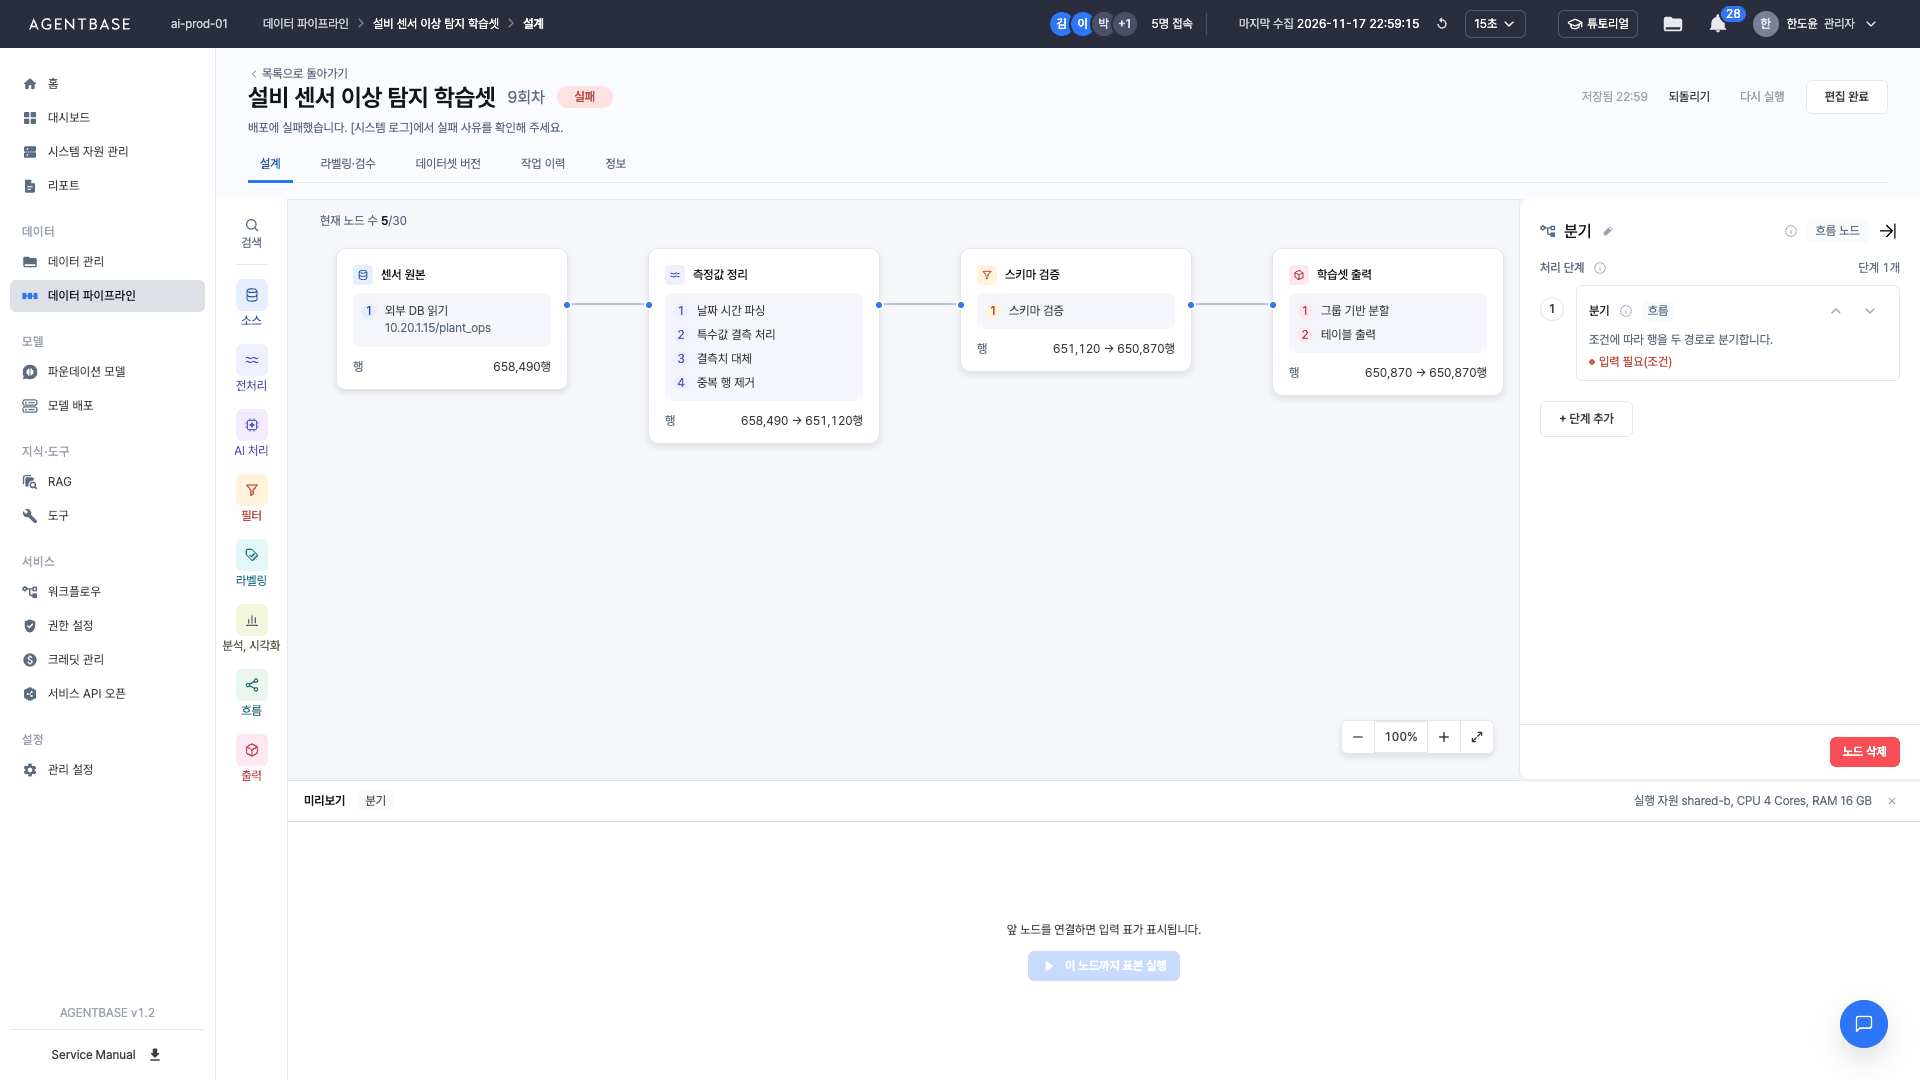 AGENTBASE
ai-prod-01
데이터 파이프라인 > 설비 센서 이상 탐지 학습셋 > 설계
김 이 박 +1 5명 접속
마지막 수집 2026-11-17 22:59:15
15초
튜토리얼
28
한 한도윤 관리자
홈
대시보드
시스템 자원 관리
리포트
데이터
데이터 관리
데이터 파이프라인
모델
파운데이션 모델
모델 배포
지식·도구
RAG
도구
서비스
워크플로우
권한 설정
크레딧 관리
서비스 API 오픈
설정
관리 설정
AGENTBASE v1.2
Service Manual
목록으로 돌아가기
설비 센서 이상 탐지 학습셋 9회차 실패
배포에 실패했습니다. [시스템 로그]에서 실패 사유를 확인해 주세요.
저장됨 22:59 되돌리기 다시 실행 편집 완료
설계 라벨링·검수 데이터셋 버전 작업 이력 정보
검색
소스
전처리
AI 처리
필터
라벨링
분석, 시각화
흐름
출력
현재 노드 수 5/30
센서 원본
1 외부 DB 읽기
10.20.1.15/plant_ops
행 658,490행
측정값 정리
1 날짜 시간 파싱
2 특수값 결측 처리
3 결측치 대체
4 중복 행 제거
행 658,490 → 651,120행
스키마 검증
1 스키마 검증
행 651,120 → 650,870행
학습셋 출력
1 그룹 기반 분할
2 테이블 출력
행 650,870 → 650,870행
100%
분기
흐름 노드
처리 단계
단계 1개
1
분기 흐름
조건에 따라 행을 두 경로로 분기합니다.
입력 필요(조건)
+ 단계 추가
노드 삭제
미리보기 분기
실행 자원 shared-b, CPU 4 Cores, RAM 16 GB
앞 노드를 연결하면 입력 표가 표시됩니다.
이 노드까지 표본 실행